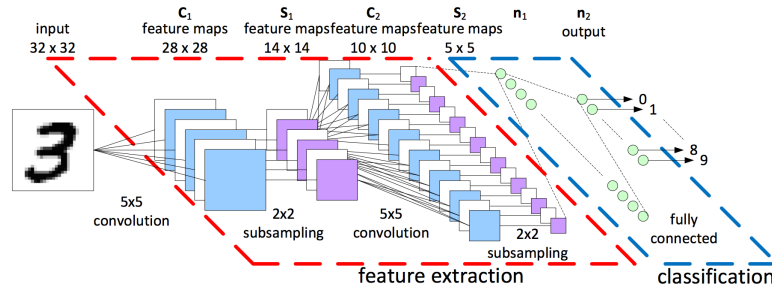 input
32 x 32
C1
feature maps
28 x 28
S1
feature maps
14 x 14
C2
feature maps
10 x 10
S2
feature maps
5 x 5
n1
n2
output
3
0
1
8
9
5x5
convolution
2x2
subsampling
5x5
convolution
2x2
subsampling
fully
connected
feature extraction
classification